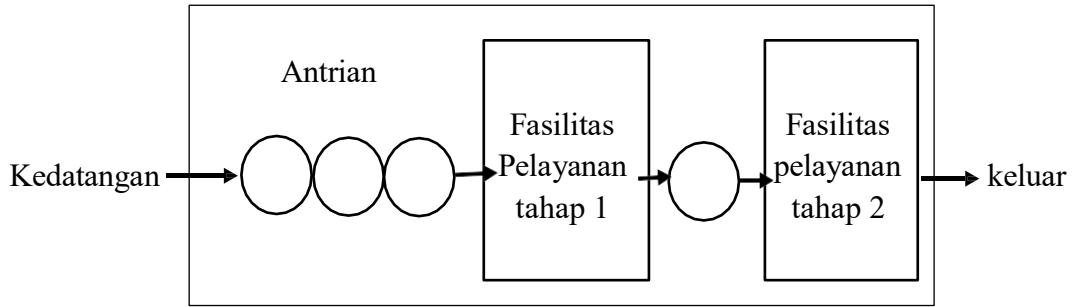 Antrian
Kedatangan
Fasilitas
Pelayanan
tahap 1
Fasilitas
pelayanan
tahap 2
keluar